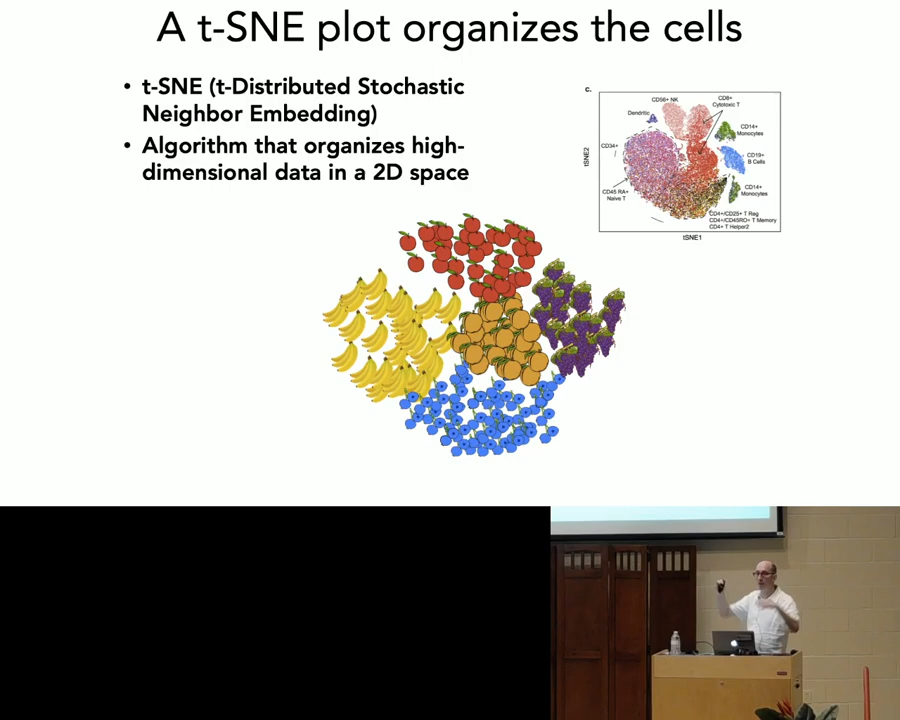 A t-SNE plot organizes the cells
• t-SNE (t-Distributed Stochastic
Neighbor Embedding)
• Algorithm that organizes high-
dimensional data in a 2D space
c.
CD56+ NK
CD8+
Cytotoxic T
Dendritic
CD14+
Monocytes
CD34+
CD19+
B Cells
tSNE2
CD45 RA+
Naive T
CD14+
Monocytes
CD4+/CD25+ T Reg
CD4+/CD45RO+ T Memory
CD4+ T Helper2
tSNE1